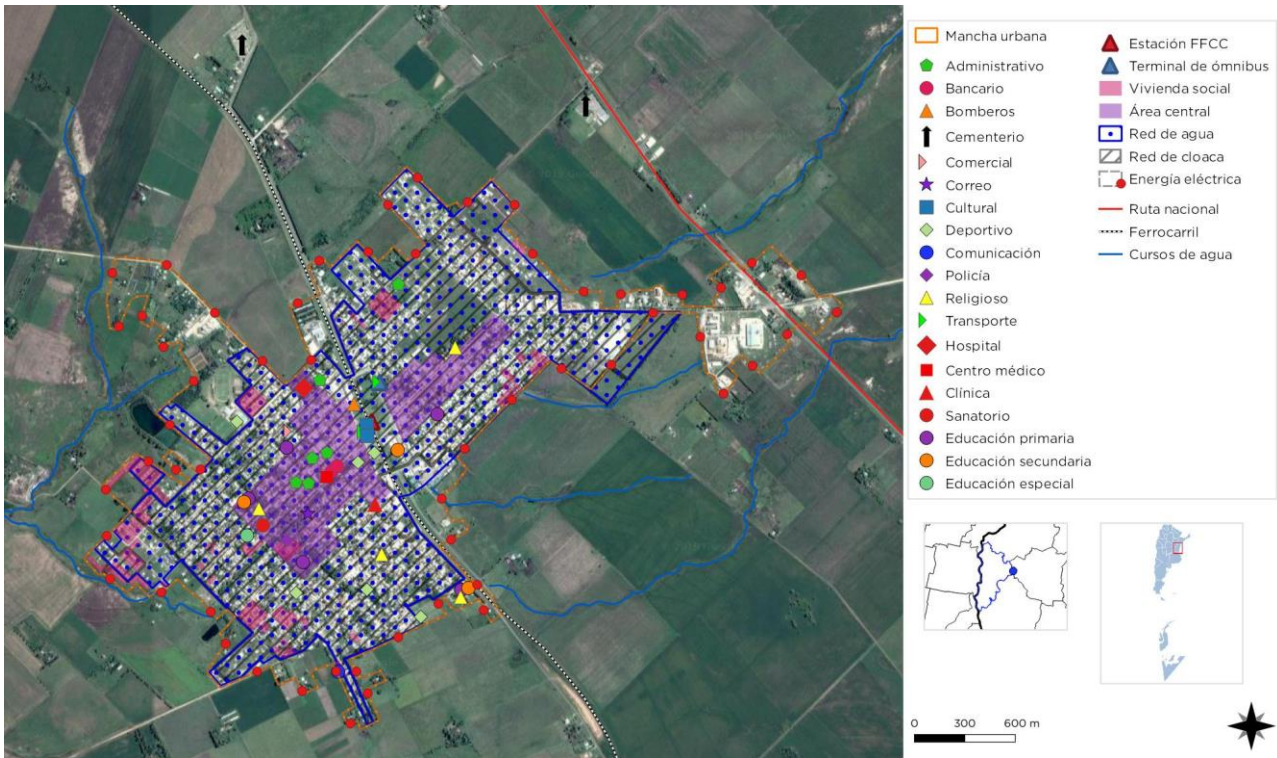 Mancha urbana
Administrativo
Bancario
Bomberos
Cementerio
Comercial
Correo
Cultural
Deportivo
Comunicación
Policía
Religioso
Transporte
Hospital
Centro médico
Clínica
Sanatorio
Educación primaria
Educación secundaria
Educación especial
Estación FFCC
Terminal de ómnibus
Vivienda social
Área central
Red de agua
Red de cloaca
Energía eléctrica
Ruta nacional
Ferrocarril
Cursos de agua
0 300 600 m